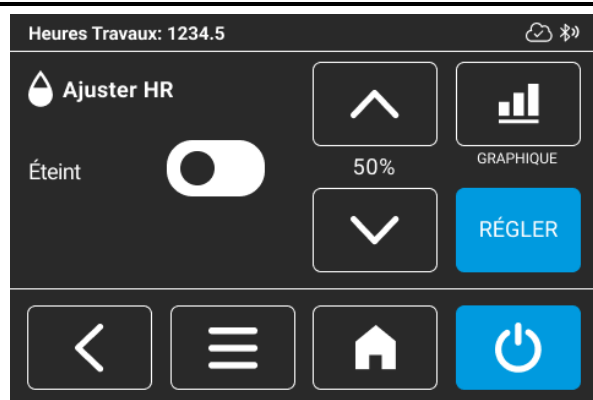 Heures Travaux: 1234.5
Ajuster HR
Éteint
50%
GRAPHIQUE
RÉGLER